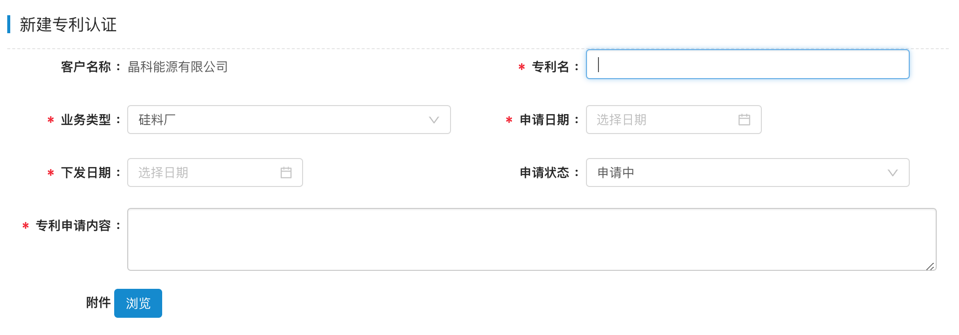 新建专利认证
客户名称： 晶科能源有限公司 * 专利名：
* 业务类型： 硅料厂 * 申请日期： 选择日期
* 下发日期： 选择日期 申请状态： 申请中
* 专利申请内容：
附件 浏览